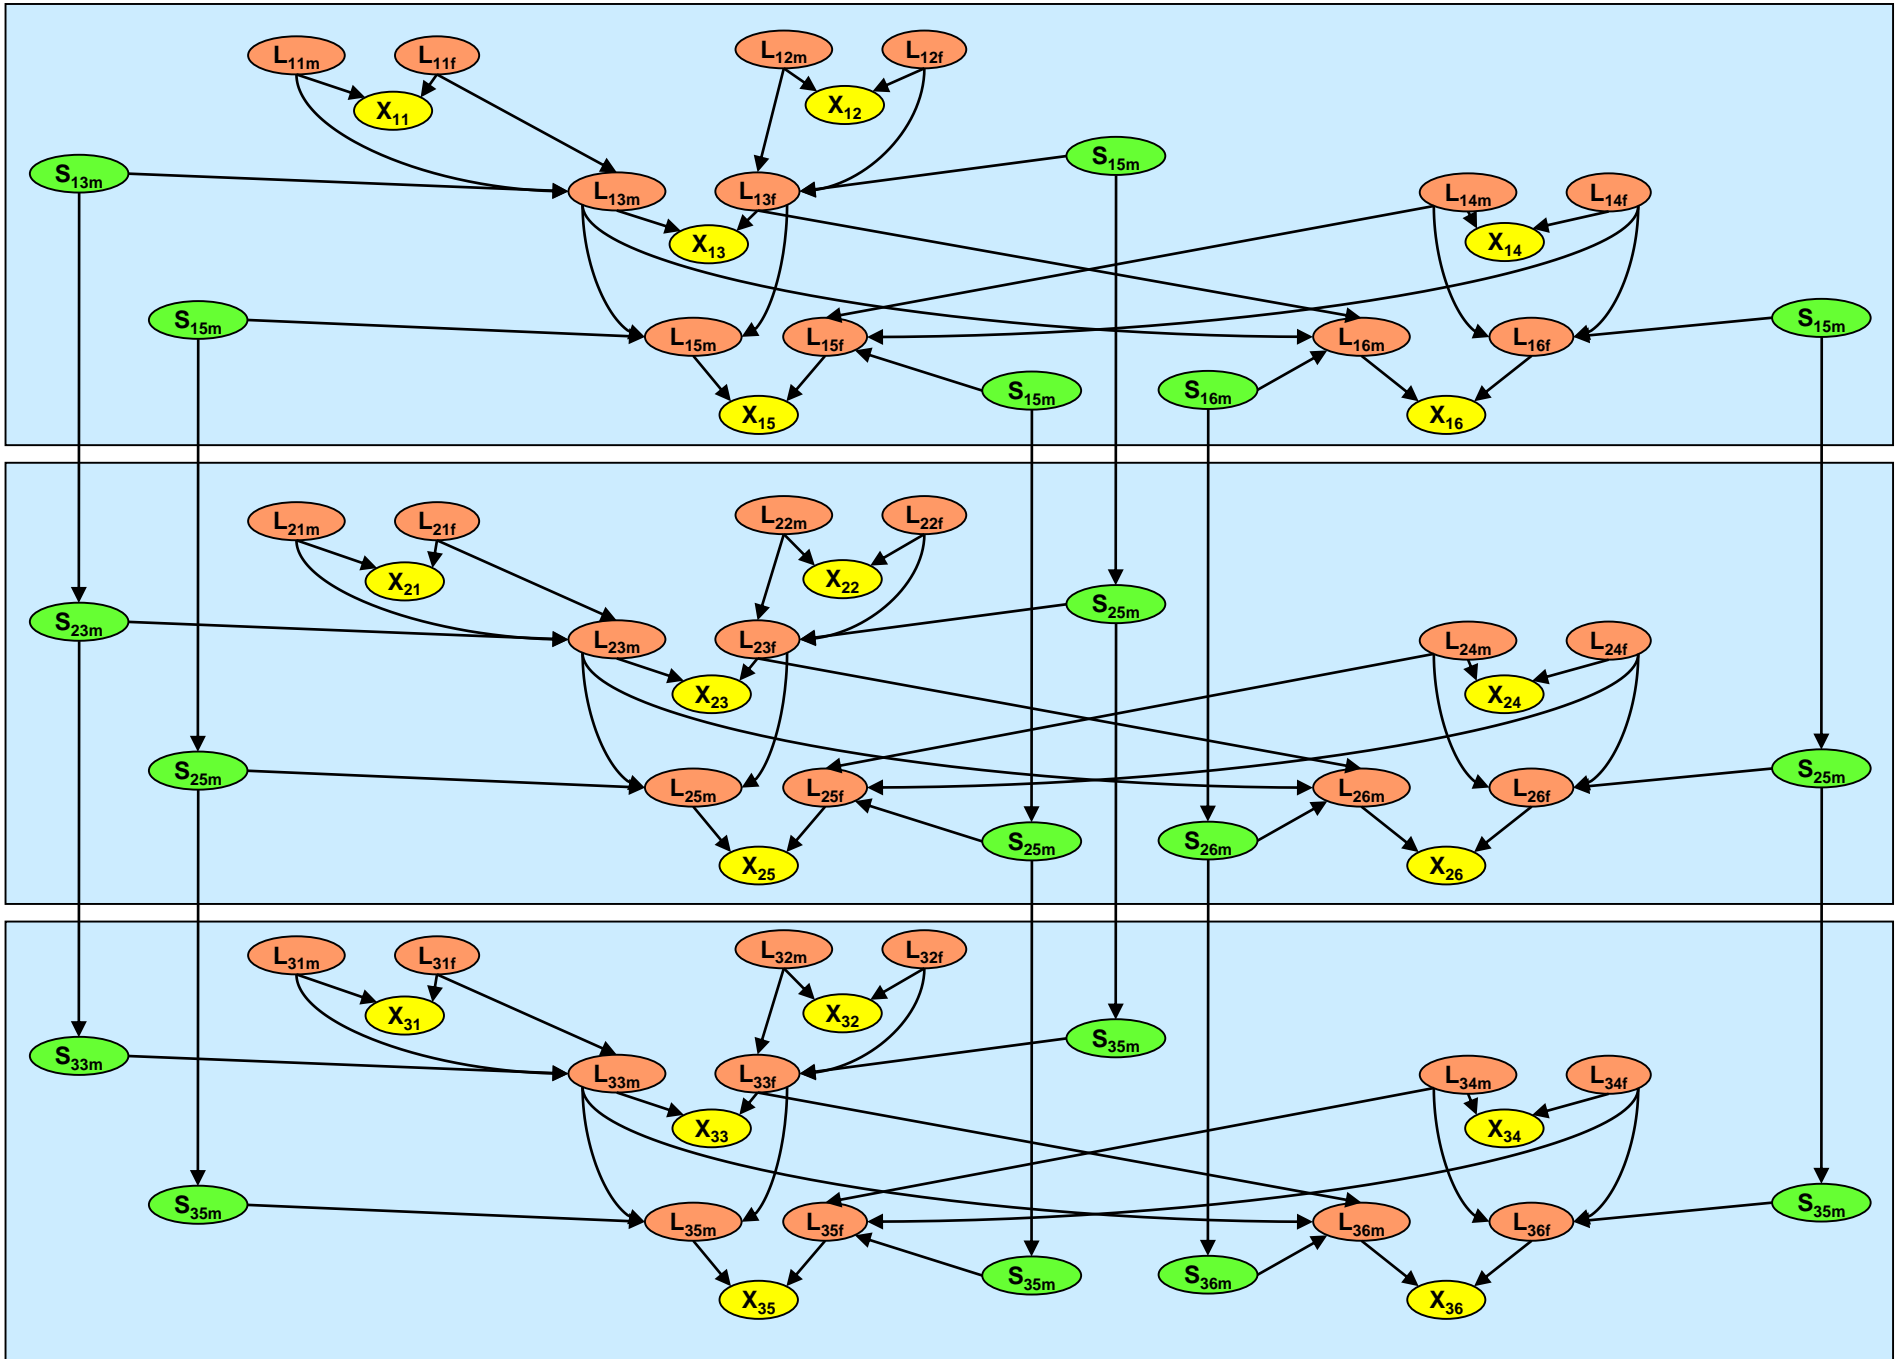 L11m L11f L12m L12f
X11 X12
S13m S15m
L13m L13f L14m L14f
X13 X14
S15m L15m L15f L16m L16f S15m
S15m S16m
X15 X16
L21m L21f L22m L22f
X21 X22
S23m S25m
L23m L23f L24m L24f
X23 X24
S25m L25m L25f L26m L26f S25m
S25m S26m
X25 X26
L31m L31f L32m L32f
X31 X32
S33m S35m
L33m L33f L34m L34f
X33 X34
S35m L35m L35f L36m L36f S35m
S35m S36m
X35 X36